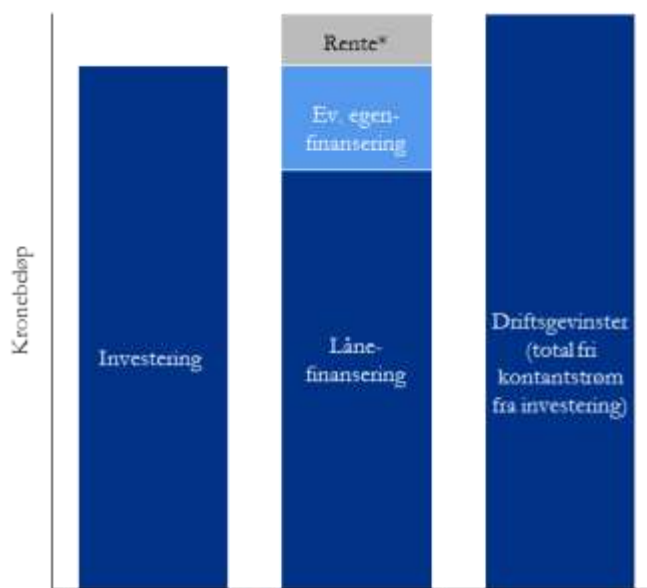 Kronebeløp
Investering
Rente*
Ev. egen-
finansering
Låne-
finansering
Driftsgevinster
(total fri
kontantstrøm
fra investering)